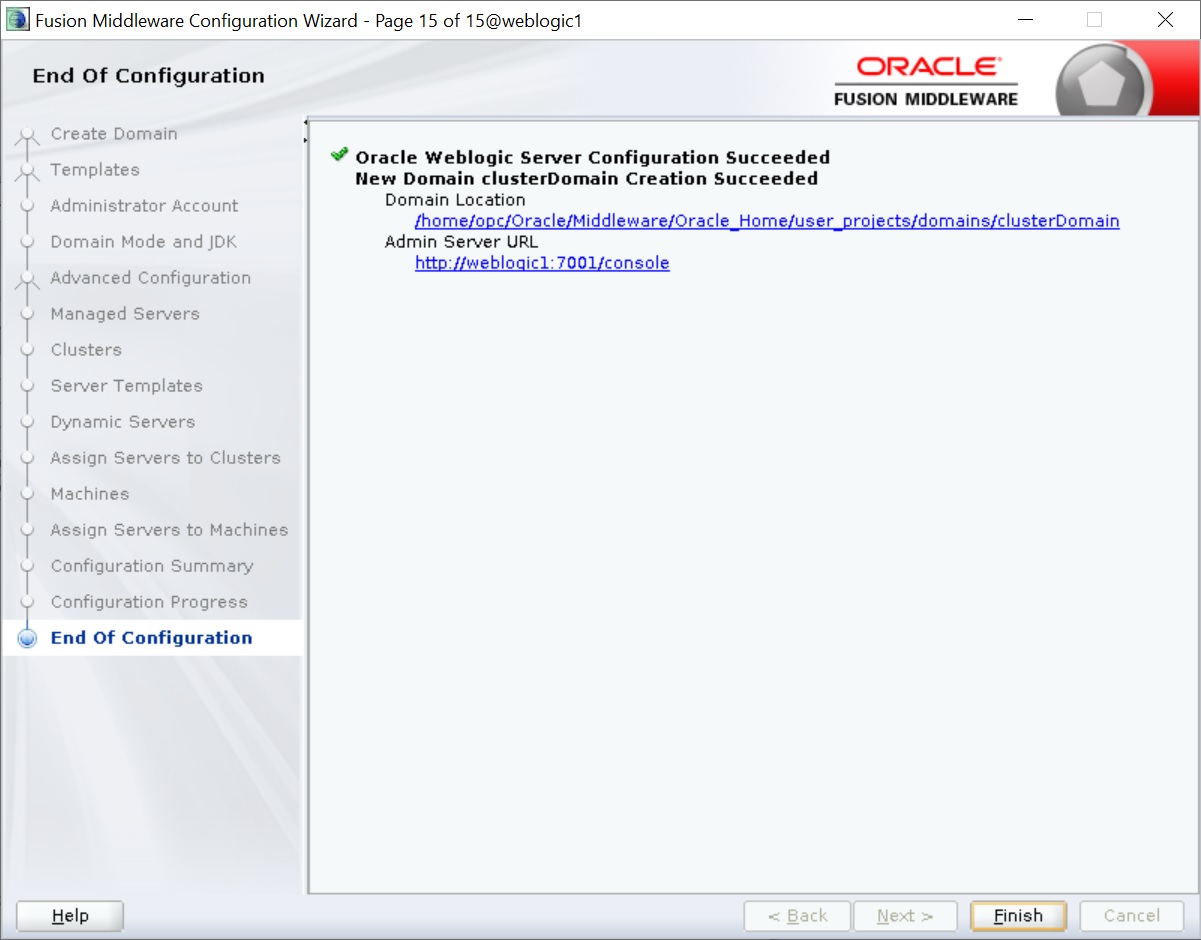 Fusion Middleware Configuration Wizard - Page 15 of 15@weblogic1
End Of Configuration
ORACLE
FUSION MIDDLEWARE
Create Domain
Templates
Administrator Account
Domain Mode and JDK
Advanced Configuration
Managed Servers
Clusters
Server Templates
Dynamic Servers
Assign Servers to Clusters
Machines
Assign Servers to Machines
Configuration Summary
Configuration Progress
End Of Configuration
Oracle Weblogic Server Configuration Succeeded
New Domain clusterDomain Creation Succeeded
Domain Location
/home/opc/Oracle/Middleware/Oracle_Home/user_projects/domains/clusterDomain
Admin Server URL
http://weblogic1:7001/console
Help
< Back
Next >
Finish
Cancel